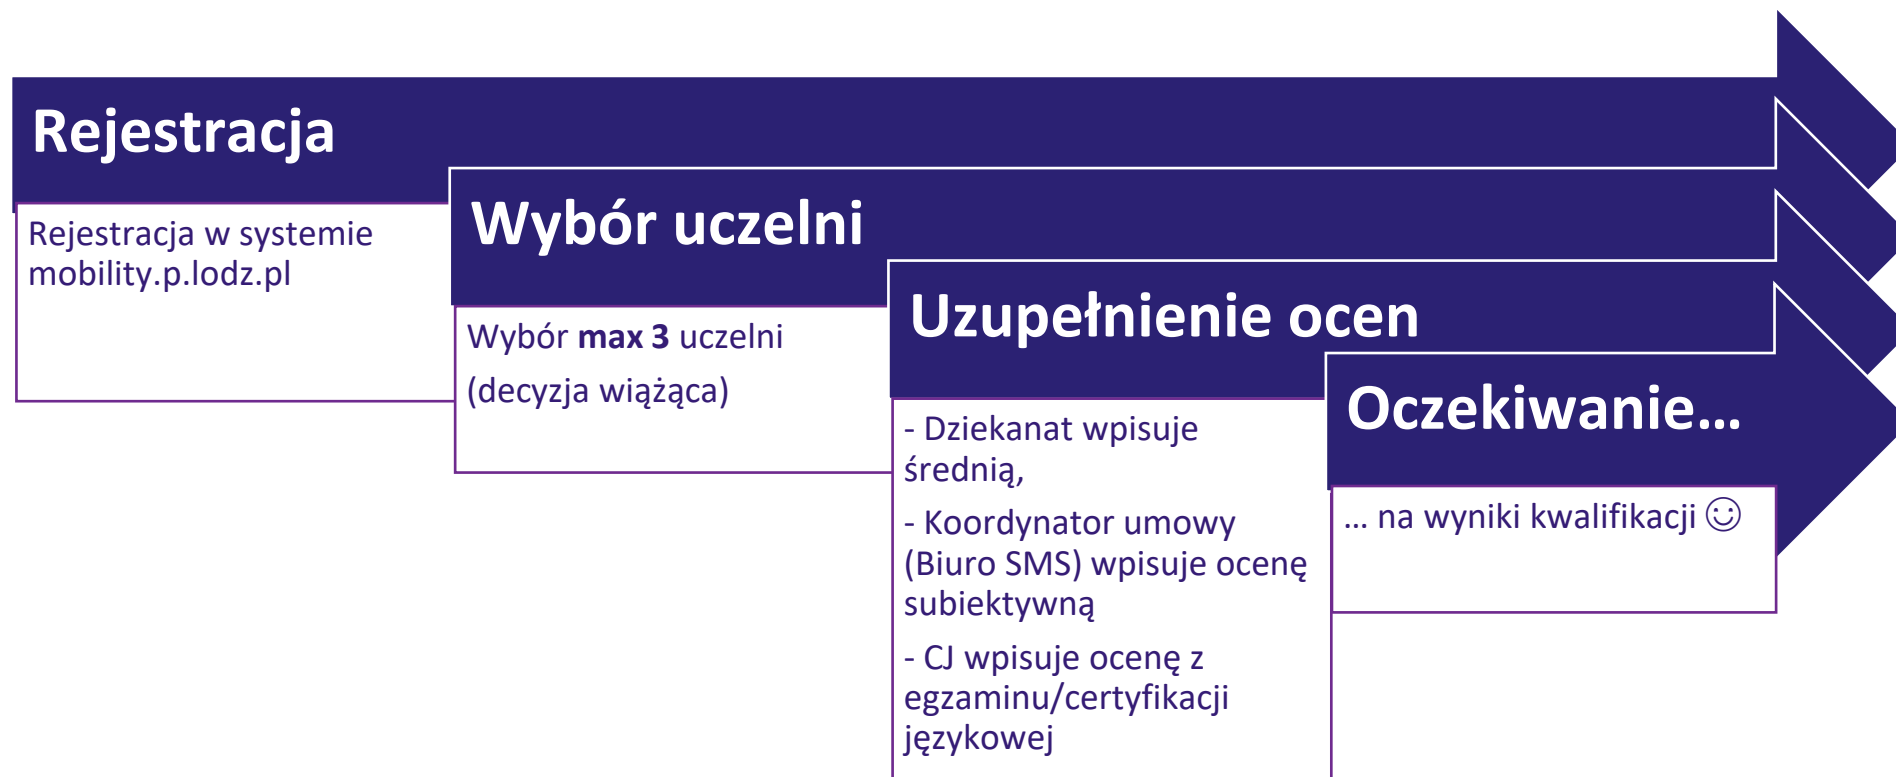 Rejestracja
Rejestracja w systemie
mobility.p.lodz.pl
Wybór uczelni
Wybór max 3 uczelni
(decyzja wiążąca)
Uzupełnienie ocen
- Dziekanat wpisuje
średnią,
- Koordynator umowy
(Biuro SMS) wpisuje ocenę
subiektywną
- CJ wpisuje ocenę z
egzaminu/certyfikacji
językowej
Oczekiwanie...
... na wyniki kwalifikacji ☺